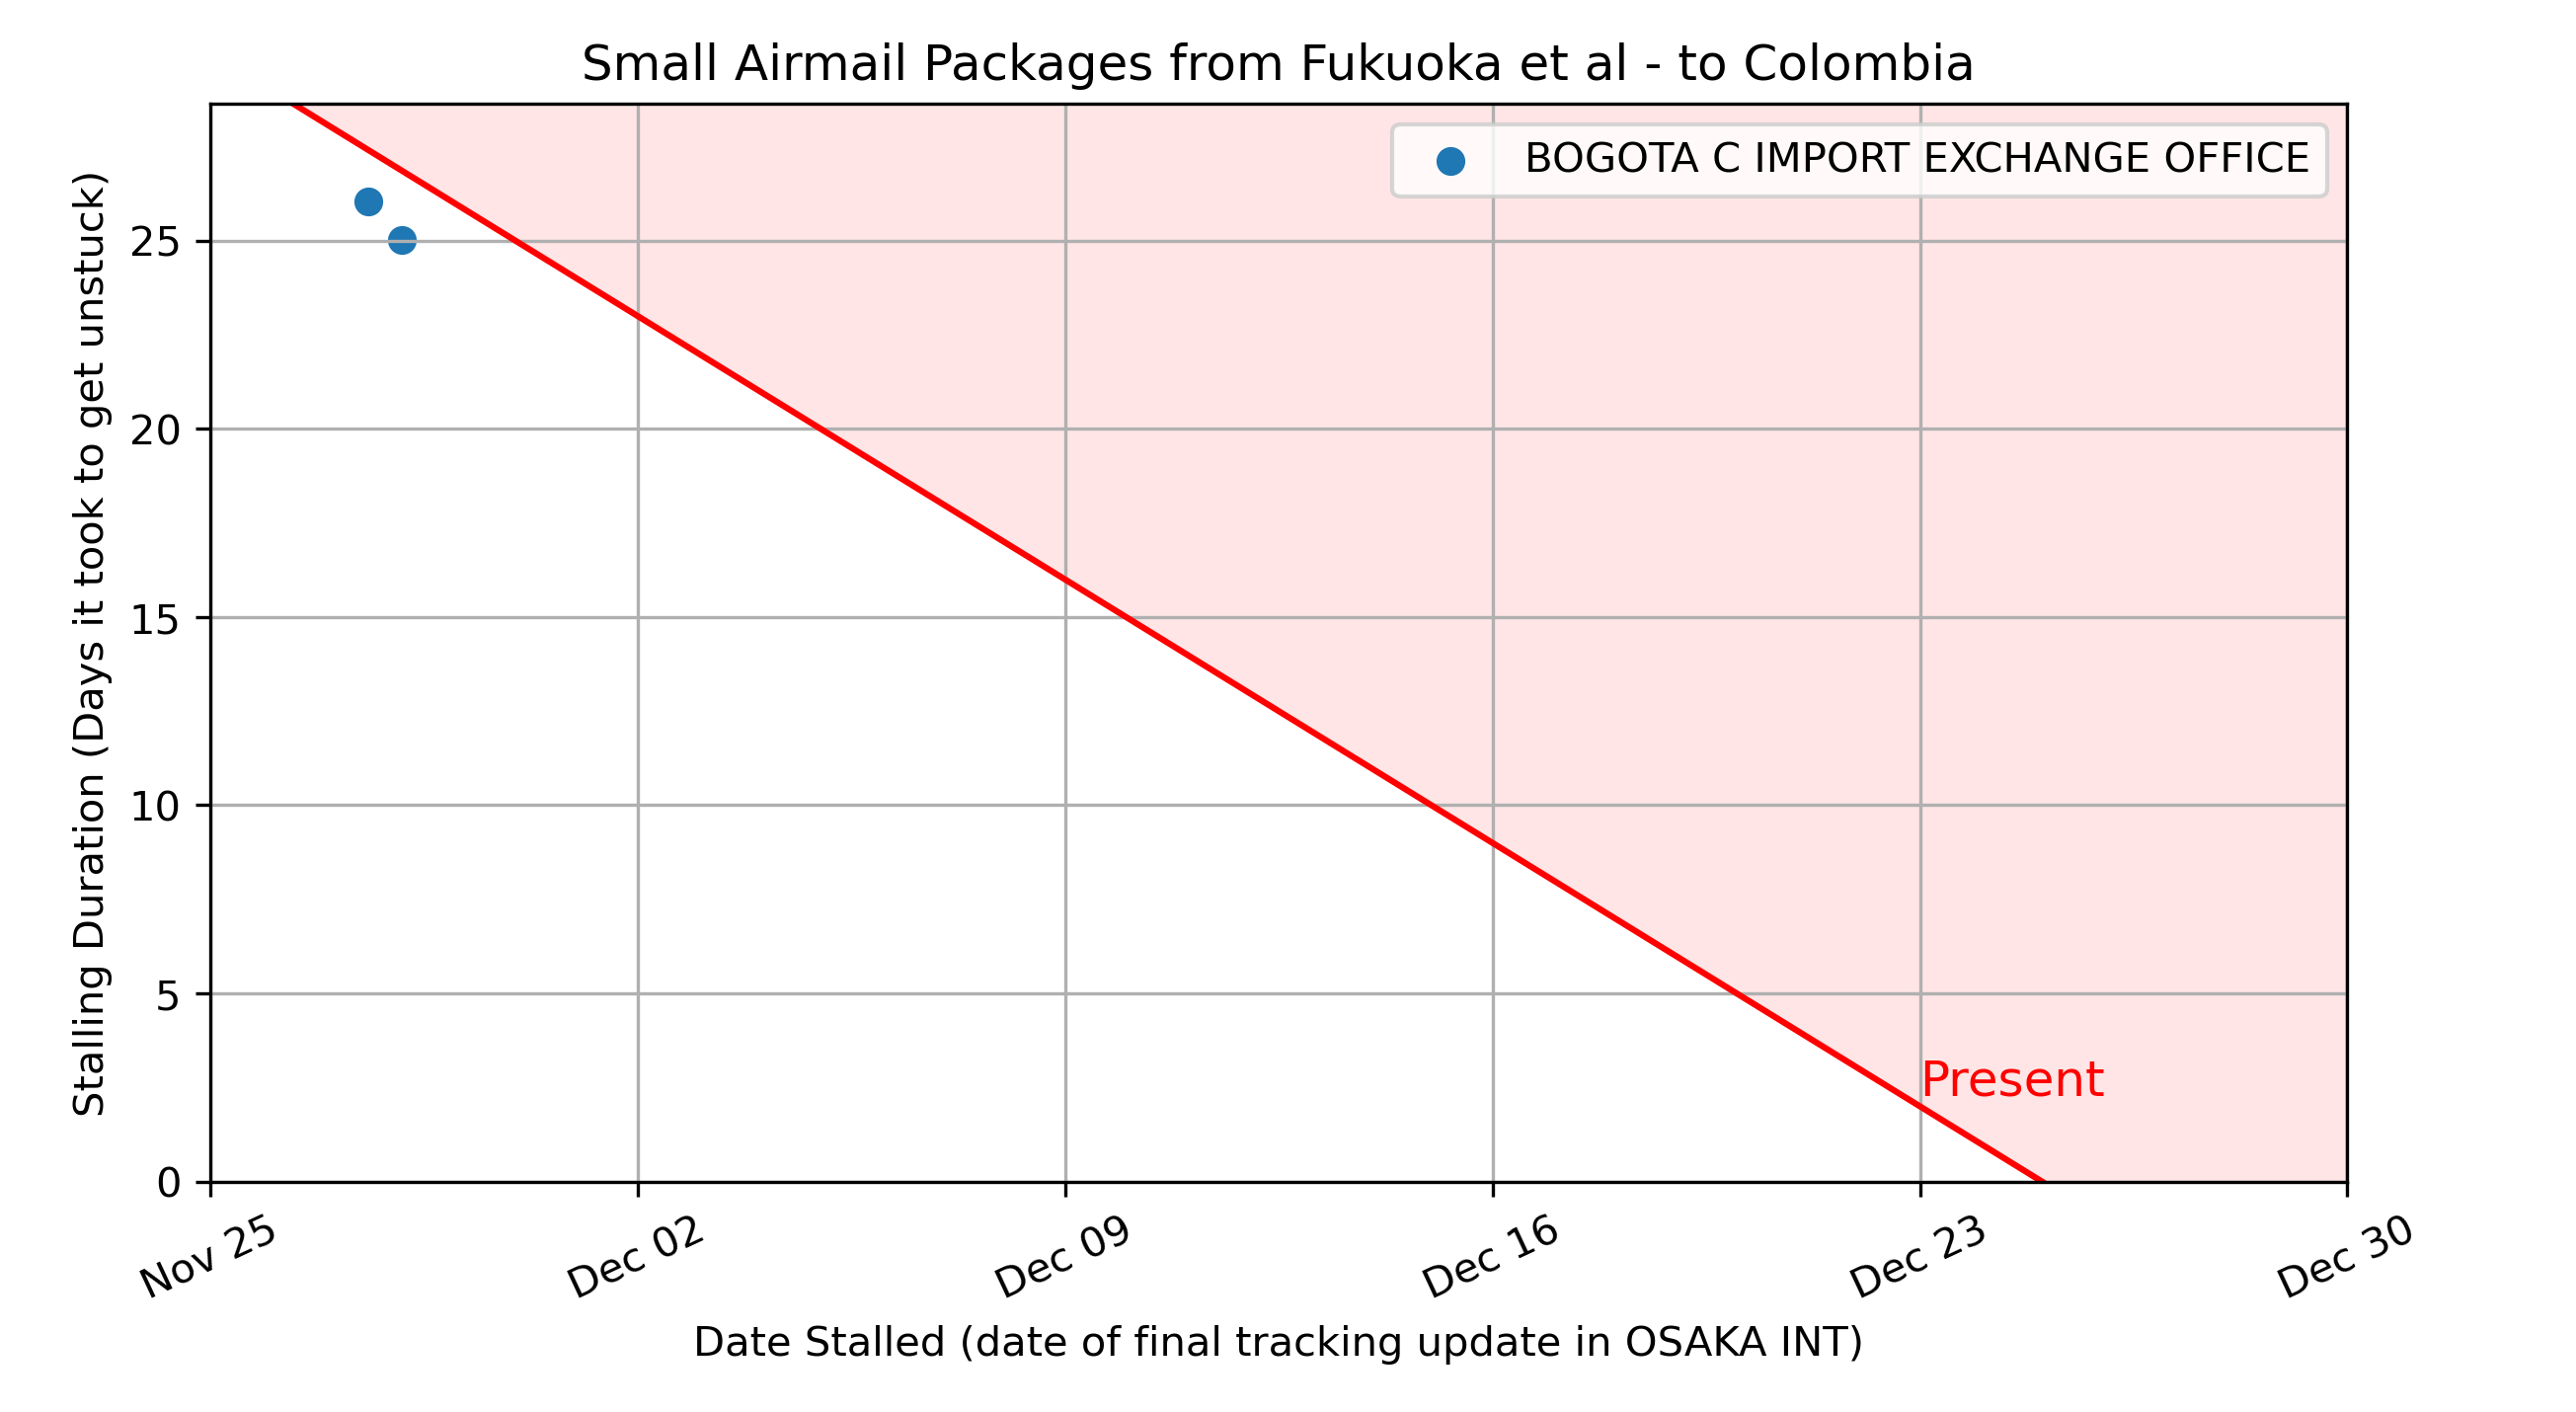 Small Airmail Packages from Fukuoka et al - to Colombia
BOGOTA C IMPORT EXCHANGE OFFICE
Stalling Duration (Days it took to get unstuck)
25
20
15
10
5
0
Present
Nov 25
Dec 02
Dec 09
Dec 16
Dec 23
Dec 30
Date Stalled (date of final tracking update in OSAKA INT)